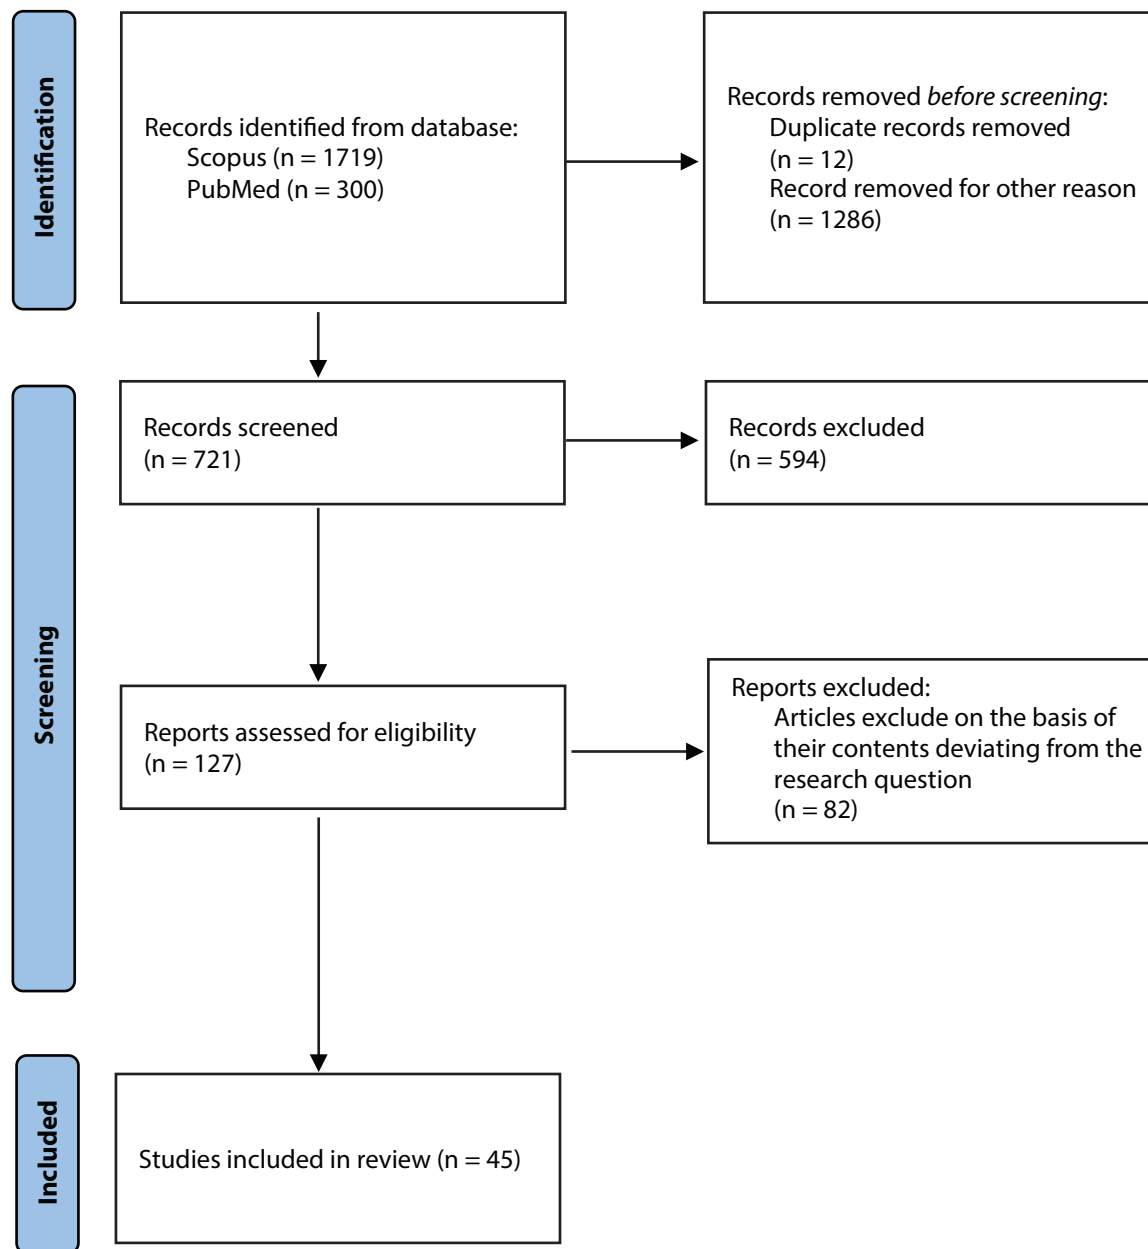 Identification
Records identified from database:
Scopus (n = 1719)
PubMed (n = 300)
Records removed before screening:
Duplicate records removed
(n = 12)
Record removed for other reason
(n = 1286)
Screening
Records screened
(n = 721)
Records excluded
(n = 594)
Reports assessed for eligibility
(n = 127)
Reports excluded:
Articles exclude on the basis of
their contents deviating from the
research question
(n = 82)
Included
Studies included in review (n = 45)